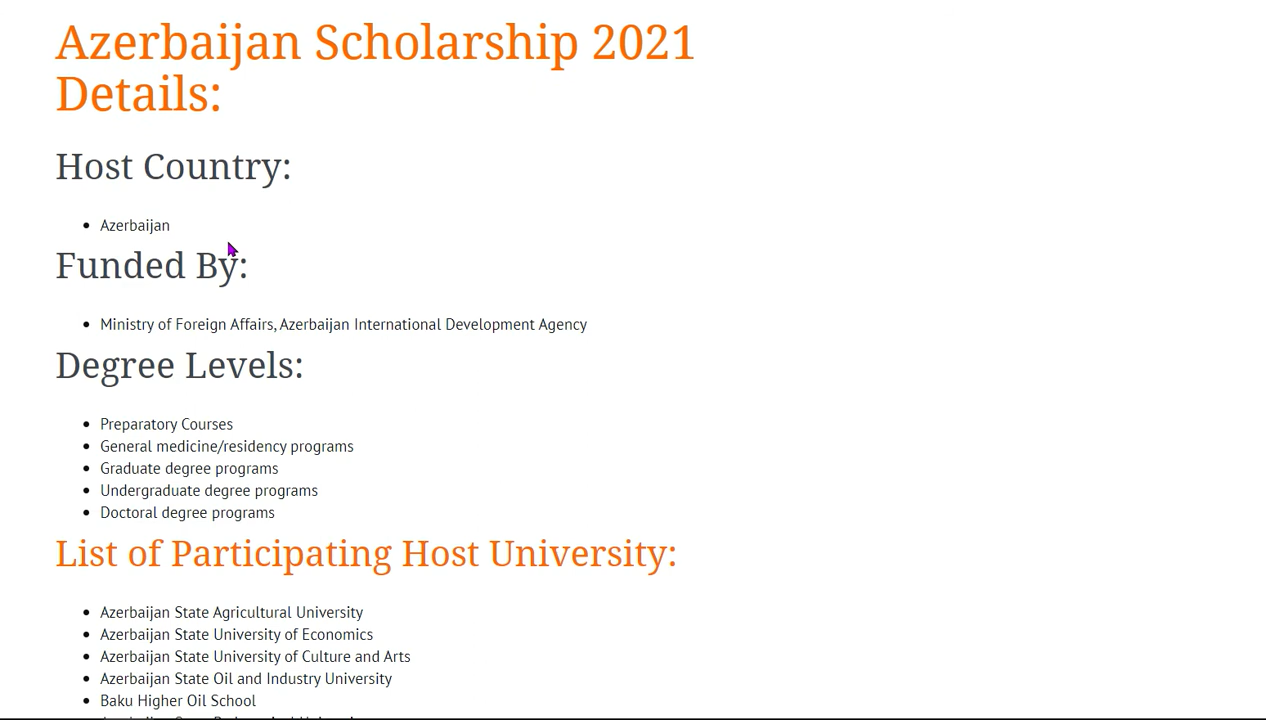 Azerbaijan Scholarship 2021
Details:
Host Country:
Azerbaijan
Funded By:
Ministry of Foreign Affairs, Azerbaijan International Development Agency
Degree Levels:
Preparatory Courses
General medicine/residency programs
Graduate degree programs
Undergraduate degree programs
Doctoral degree programs
List of Participating Host University:
Azerbaijan State Agricultural University
Azerbaijan State University of Economics
Azerbaijan State University of Culture and Arts
Azerbaijan State Oil and Industry University
Baku Higher Oil School